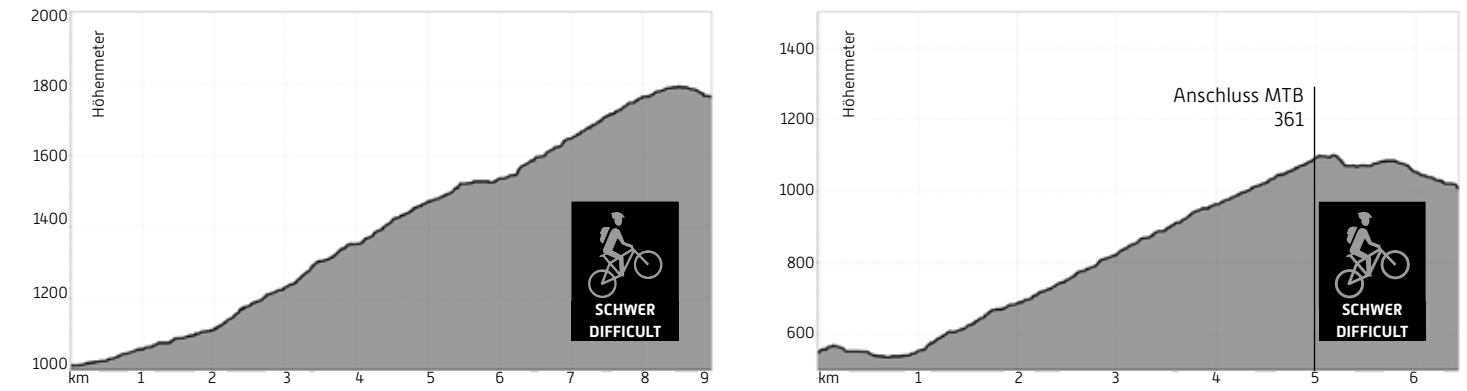 2000
Höhenmeter
1800
1600
1400
1200
1000
SCHWER
DIFFICULT
km 1 2 3 4 5 6 7 8 9
1400
Höhenmeter
Anschluss MTB
361
1200
1000
800
600
SCHWER
DIFFICULT
km 1 2 3 4 5 6